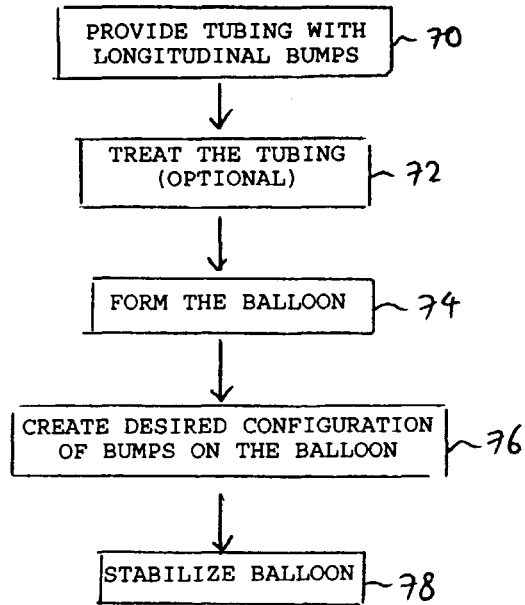 PROVIDE TUBING WITH
LONGITUDINAL BUMPS
70
TREAT THE TUBING
(OPTIONAL)
72
FORM THE BALLOON
74
CREATE DESIRED CONFIGURATION
OF BUMPS ON THE BALLOON
76
STABILIZE BALLOON
78